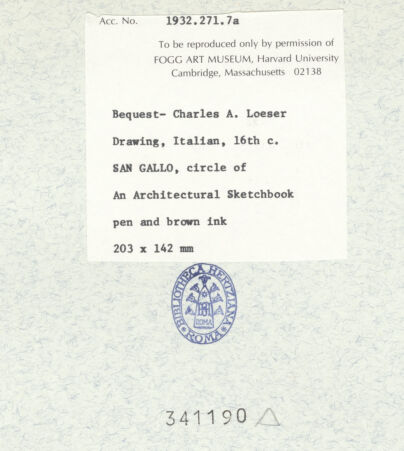 Acc. No. 1932.271.7a
To be reproduced only by permission of
FOGG ART MUSEUM, Harvard University
Cambridge, Massachusetts 02138
Bequest- Charles A. Loeser
Drawing, Italian, 16th c.
SAN GALLO, circle of
An Architectural Sketchbook
pen and brown ink
203 x 142 mm
BIBLIOTHECA HERTZIANA
ROMA
ROMA
341190